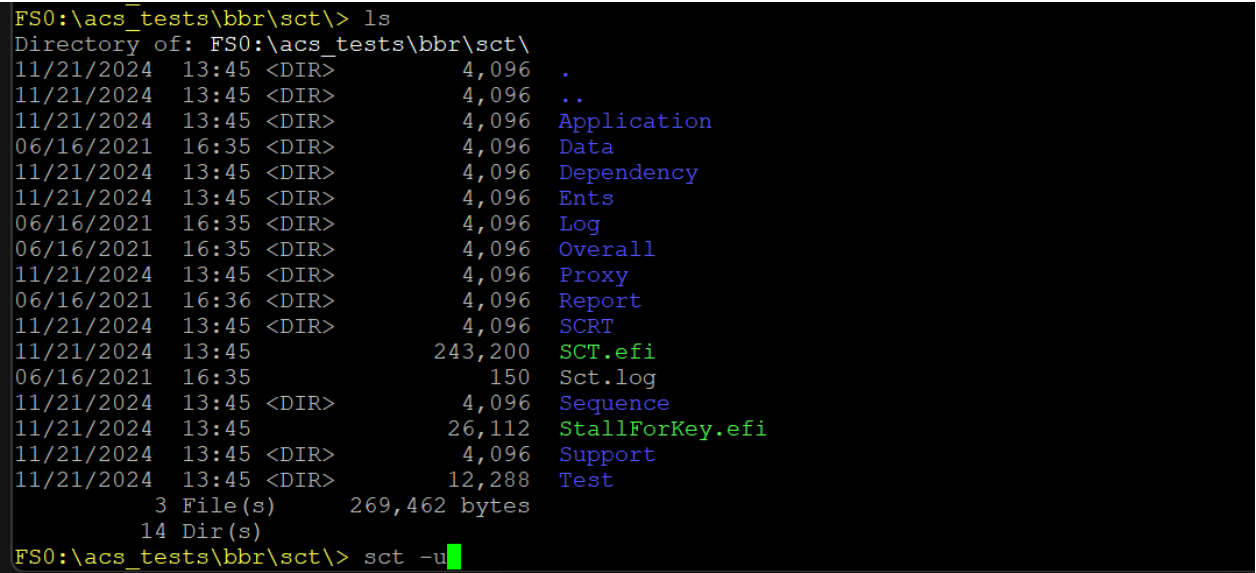 FS0:\acs_tests\bbr\sct\> ls
Directory of: FS0:\acs_tests\bbr\sct\
11/21/2024  13:45 <DIR>         4,096  .
11/21/2024  13:45 <DIR>         4,096  ..
11/21/2024  13:45 <DIR>         4,096  Application
06/16/2021  16:35 <DIR>         4,096  Data
11/21/2024  13:45 <DIR>         4,096  Dependency
11/21/2024  13:45 <DIR>         4,096  Ents
06/16/2021  16:35 <DIR>         4,096  Log
06/16/2021  16:35 <DIR>         4,096  Overall
11/21/2024  13:45 <DIR>         4,096  Proxy
06/16/2021  16:36 <DIR>         4,096  Report
11/21/2024  13:45 <DIR>         4,096  SCRT
11/21/2024  13:45             243,200  SCT.efi
06/16/2021  16:35                 150  Sct.log
11/21/2024  13:45 <DIR>         4,096  Sequence
11/21/2024  13:45              26,112  StallForKey.efi
11/21/2024  13:45 <DIR>         4,096  Support
11/21/2024  13:45 <DIR>        12,288  Test
3 File(s)     269,462 bytes
14 Dir(s)
FS0:\acs_tests\bbr\sct\> sct -u